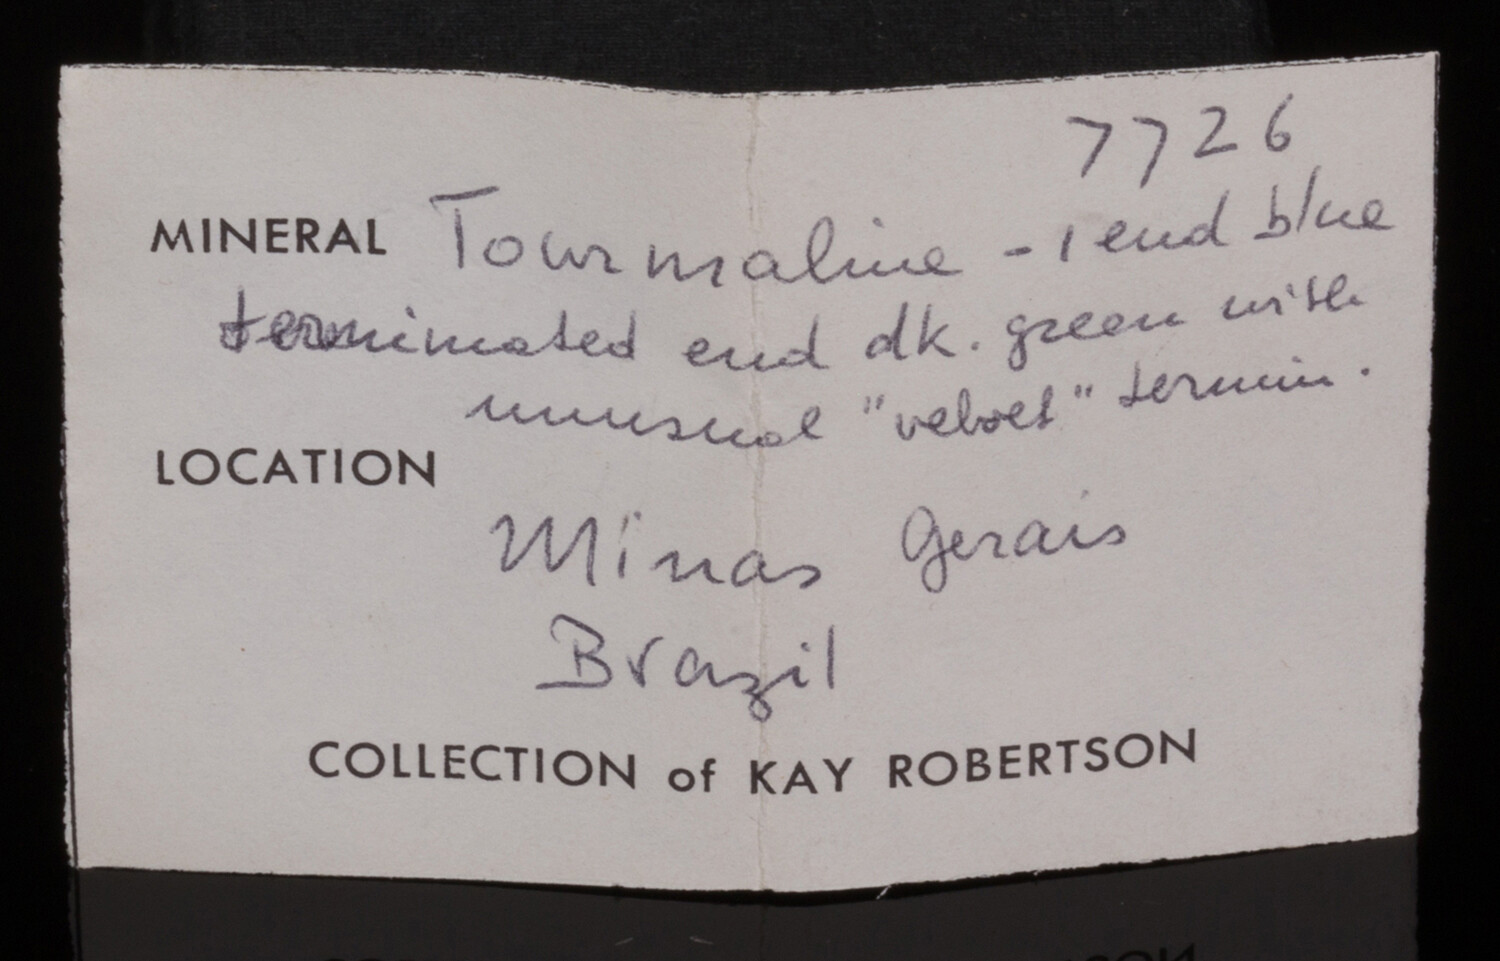 7726
MINERAL Tourmaline - 1 end blue
terminated end dk. green with
unusual "velvet" termin.
LOCATION
Minas Gerais
Brazil
COLLECTION of KAY ROBERTSON